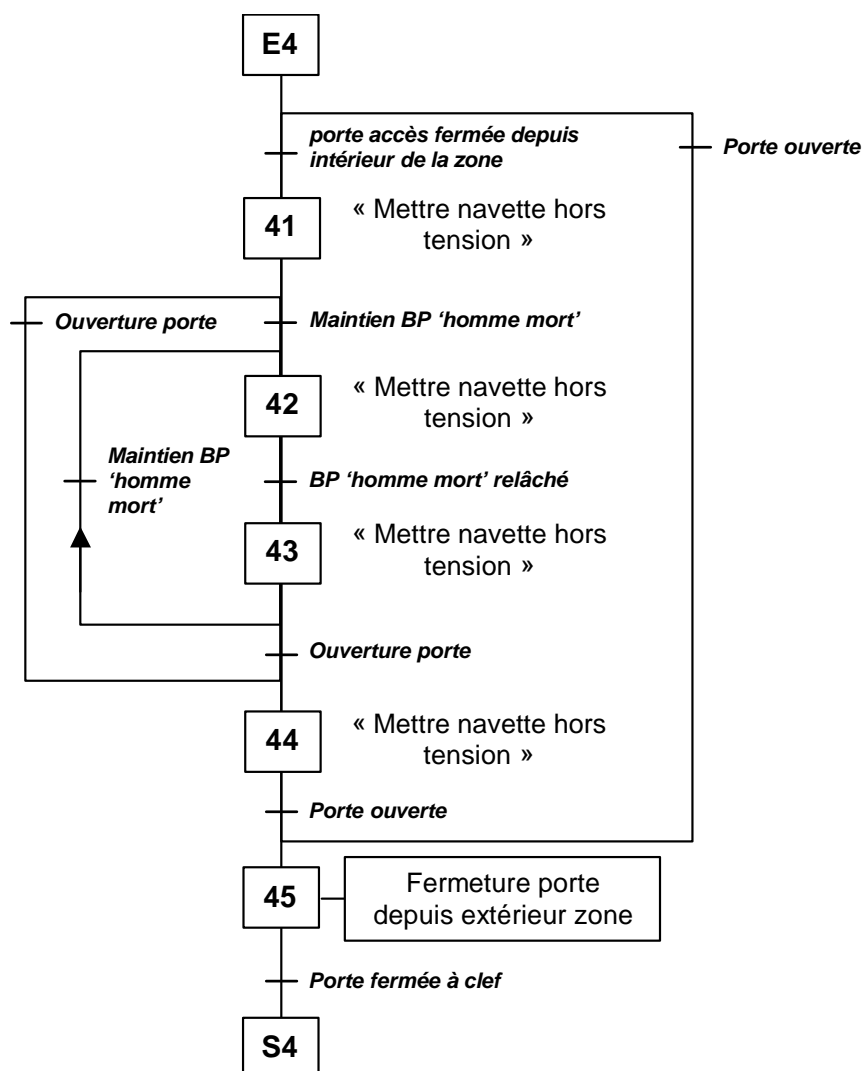 E4
porte accès fermée depuis
intérieur de la zone
Porte ouverte
41
« Mettre navette hors
tension »
Ouverture porte
Maintien BP ‘homme mort’
42
« Mettre navette hors
tension »
Maintien BP
‘homme
mort’
BP ‘homme mort’ relâché
43
« Mettre navette hors
tension »
Ouverture porte
44
« Mettre navette hors
tension »
Porte ouverte
45
Fermeture porte
depuis extérieur zone
Porte fermée à clef
S4